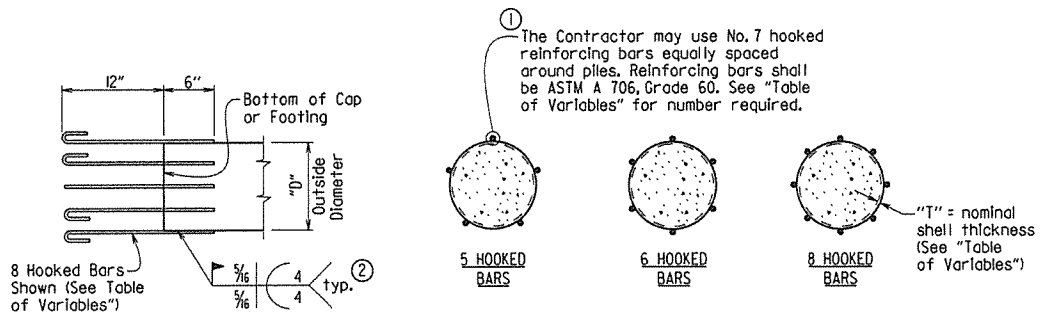 ①
The Contractor may use No. 7 hooked
reinforcing bars equally spaced
around piles. Reinforcing bars shall
be ASTM A 706, Grade 60. See "Table
of Variables" for number required.
12"
6"
Bottom of Cap
or Footing
"D"
Outside
Diameter
8 Hooked Bars
Shown (See Table
of Variables")
5/16
5/16
4
4
typ.
②
5 HOOKED
BARS
6 HOOKED
BARS
8 HOOKED
BARS
"T" = nominal
shell thickness
(See "Table
of Variables")